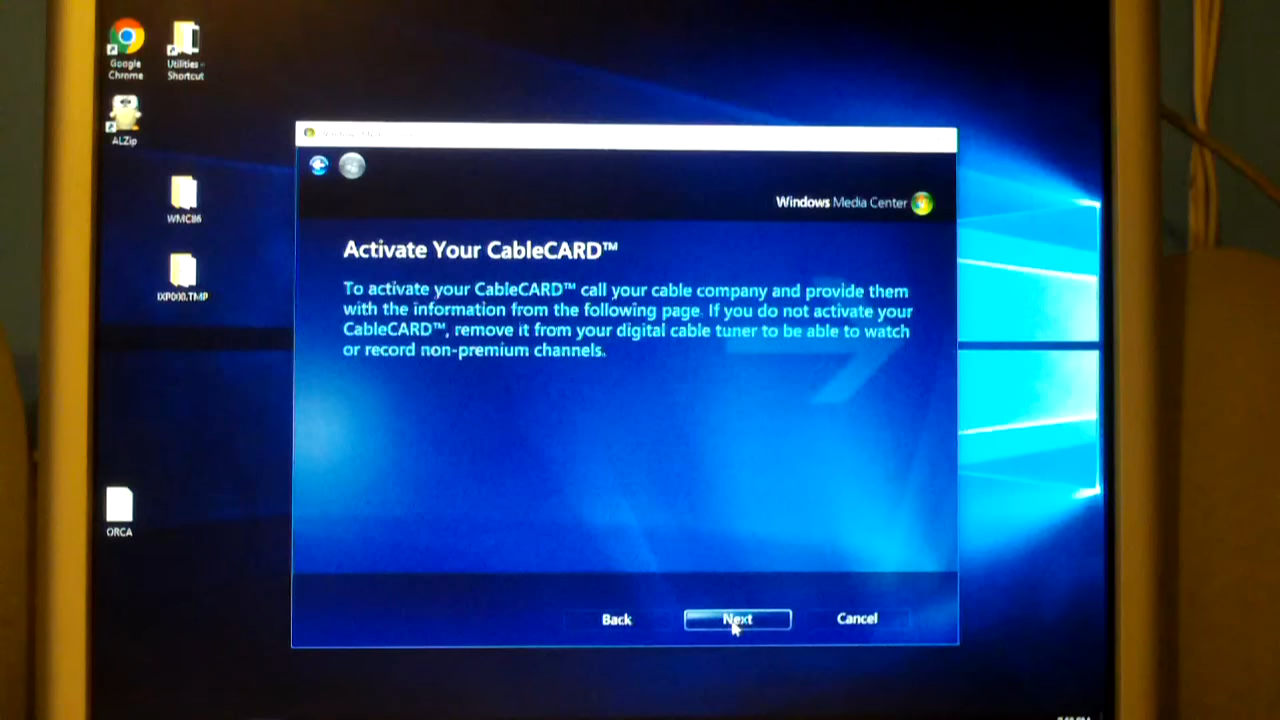 Google
Chrome
Utilities -
Shortcut
ALZip
WMC86
IXP000.TMP
ORCA
Windows Media Center
Activate Your CableCARD™
To activate your CableCARD™ call your cable company and provide them
with the information from the following page. If you do not activate your
CableCARD™, remove it from your digital cable tuner to be able to watch
or record non-premium channels.
Back
Next
Cancel